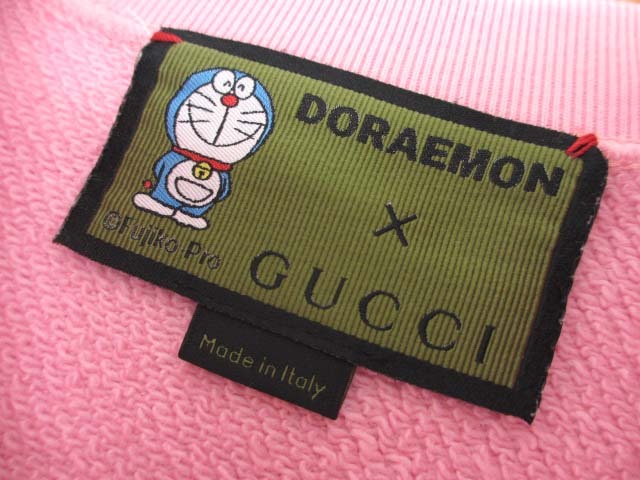 DORAEMON
×
©Fujiko-Pro
GUCCI
Made in Italy